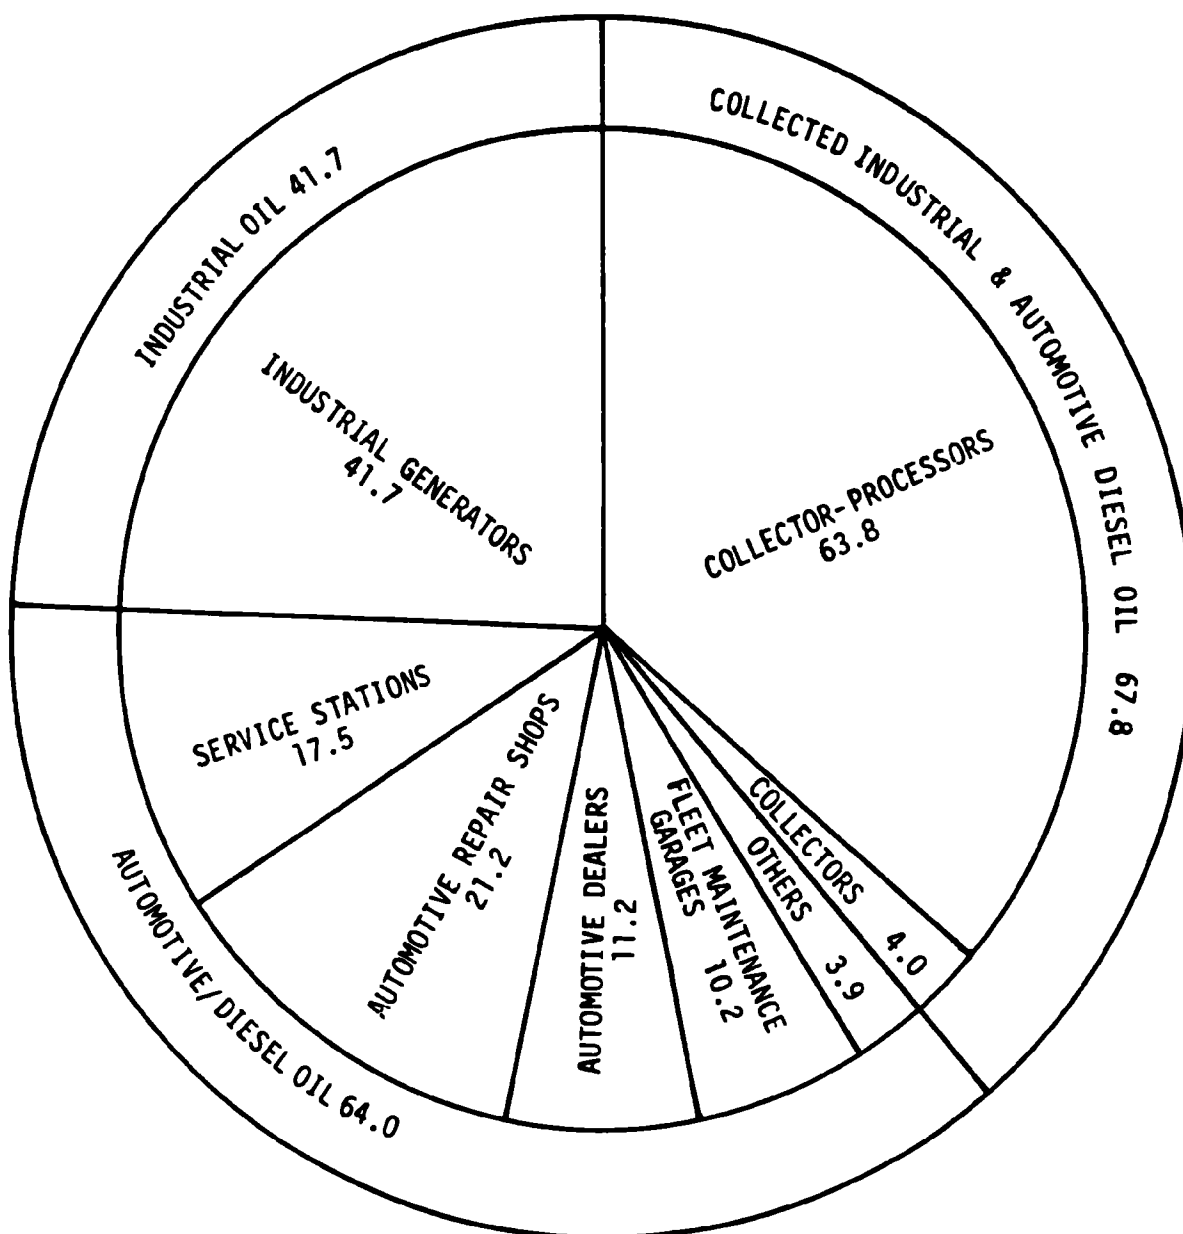 COLLECTED INDUSTRIAL & AUTOMOTIVE DIESEL OIL 67.8
INDUSTRIAL OIL 41.7
INDUSTRIAL GENERATORS
41.7
COLLECTOR-PROCESSORS
63.8
SERVICE STATIONS
17.5
AUTOMOTIVE REPAIR SHOPS
21.2
AUTOMOTIVE DEALERS
11.2
FLEET MAINTENANCE
GARAGES 10.2
OTHERS 3.9
COLLECTORS 4.0
AUTOMOTIVE/DIESEL OIL 64.0